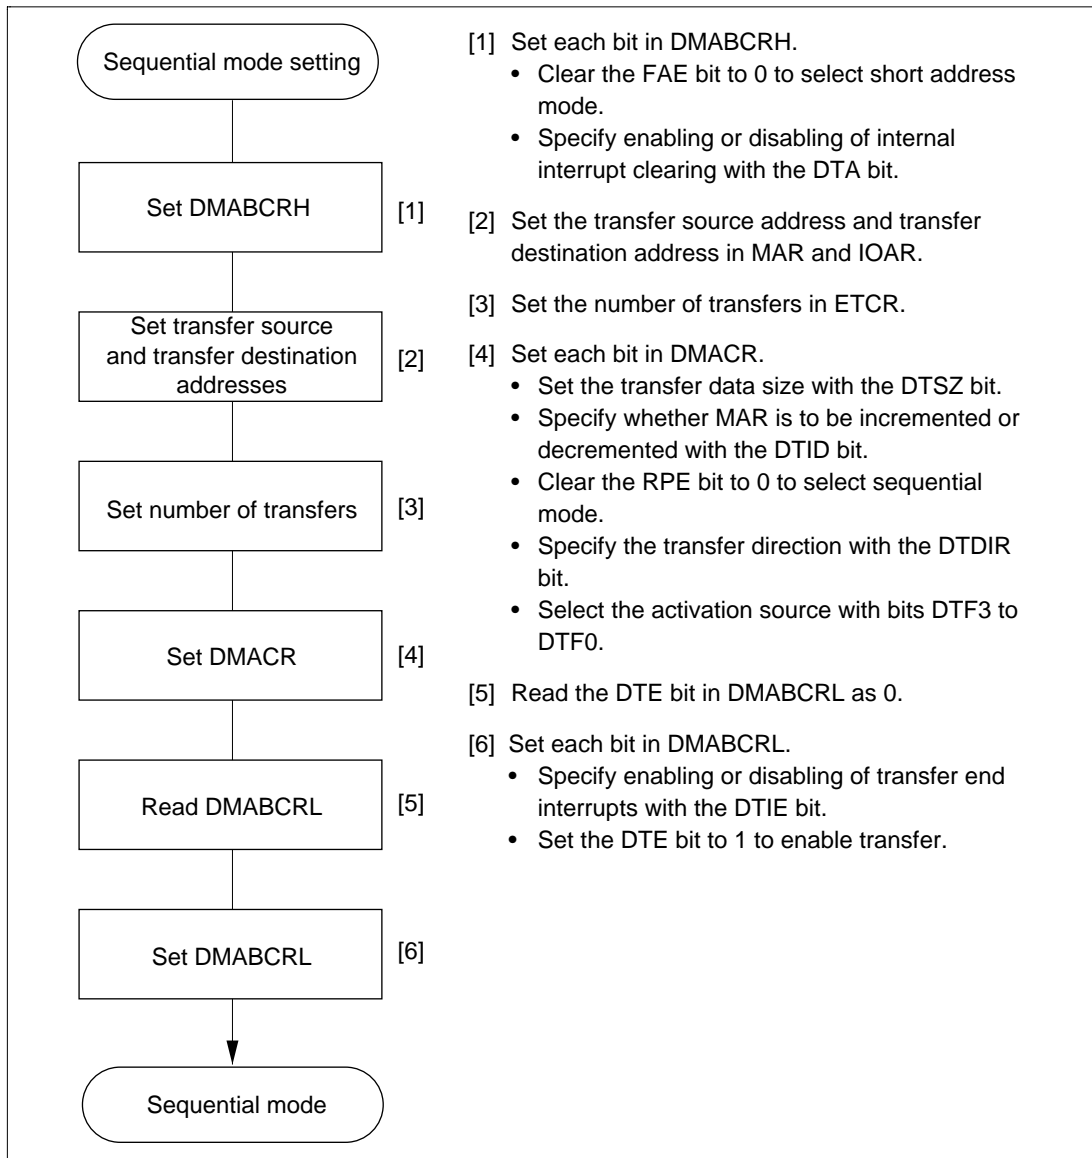 Sequential mode setting
Set DMABCRH
[1]
Set transfer source
and transfer destination
addresses
[2]
Set number of transfers
[3]
Set DMACR
[4]
Read DMABCRL
[5]
Set DMABCRL
[6]
Sequential mode
[1] Set each bit in DMABCRH.
• Clear the FAE bit to 0 to select short address
mode.
• Specify enabling or disabling of internal
interrupt clearing with the DTA bit.
[2] Set the transfer source address and transfer
destination address in MAR and IOAR.
[3] Set the number of transfers in ETCR.
[4] Set each bit in DMACR.
• Set the transfer data size with the DTSZ bit.
• Specify whether MAR is to be incremented or
decremented with the DTID bit.
• Clear the RPE bit to 0 to select sequential
mode.
• Specify the transfer direction with the DTDIR
bit.
• Select the activation source with bits DTF3 to
DTF0.
[5] Read the DTE bit in DMABCRL as 0.
[6] Set each bit in DMABCRL.
• Specify enabling or disabling of transfer end
interrupts with the DTIE bit.
• Set the DTE bit to 1 to enable transfer.